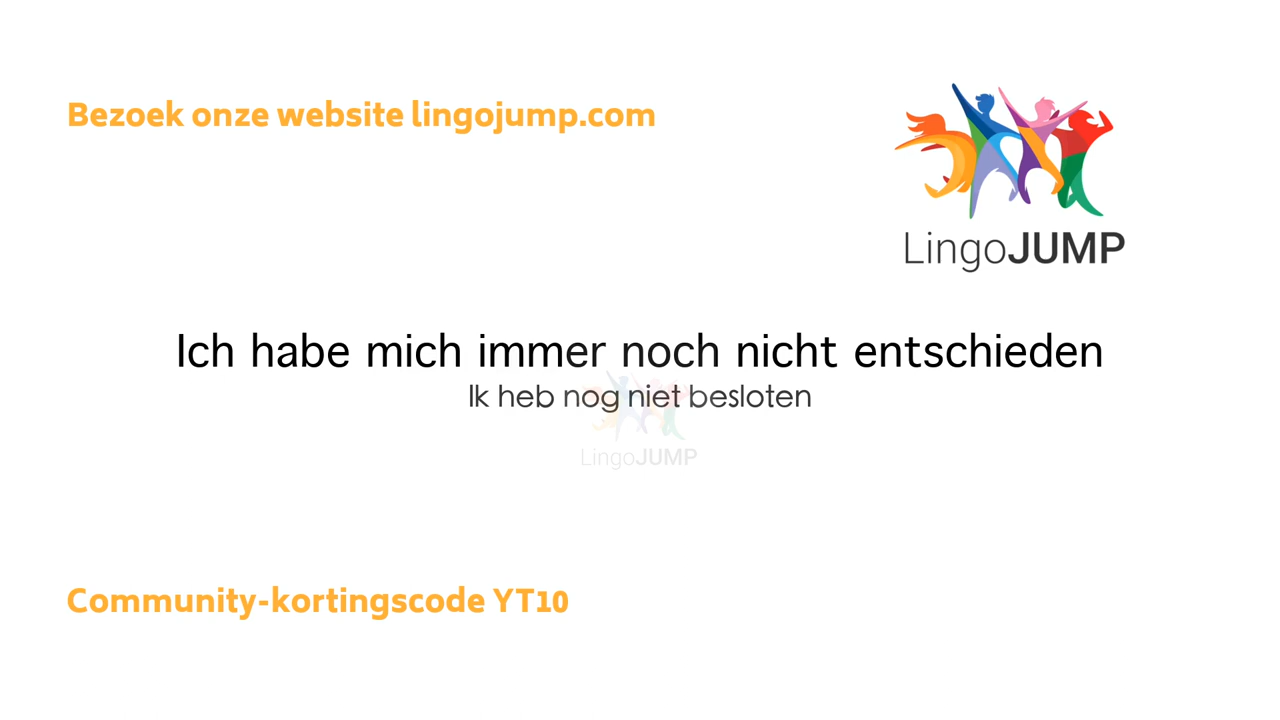 Bezoek onze website lingojump.com
LingoJUMP
Ich habe mich immer noch nicht entschieden
Ik heb nog niet besloten
LingoJUMP
Community-kortingscode YT10